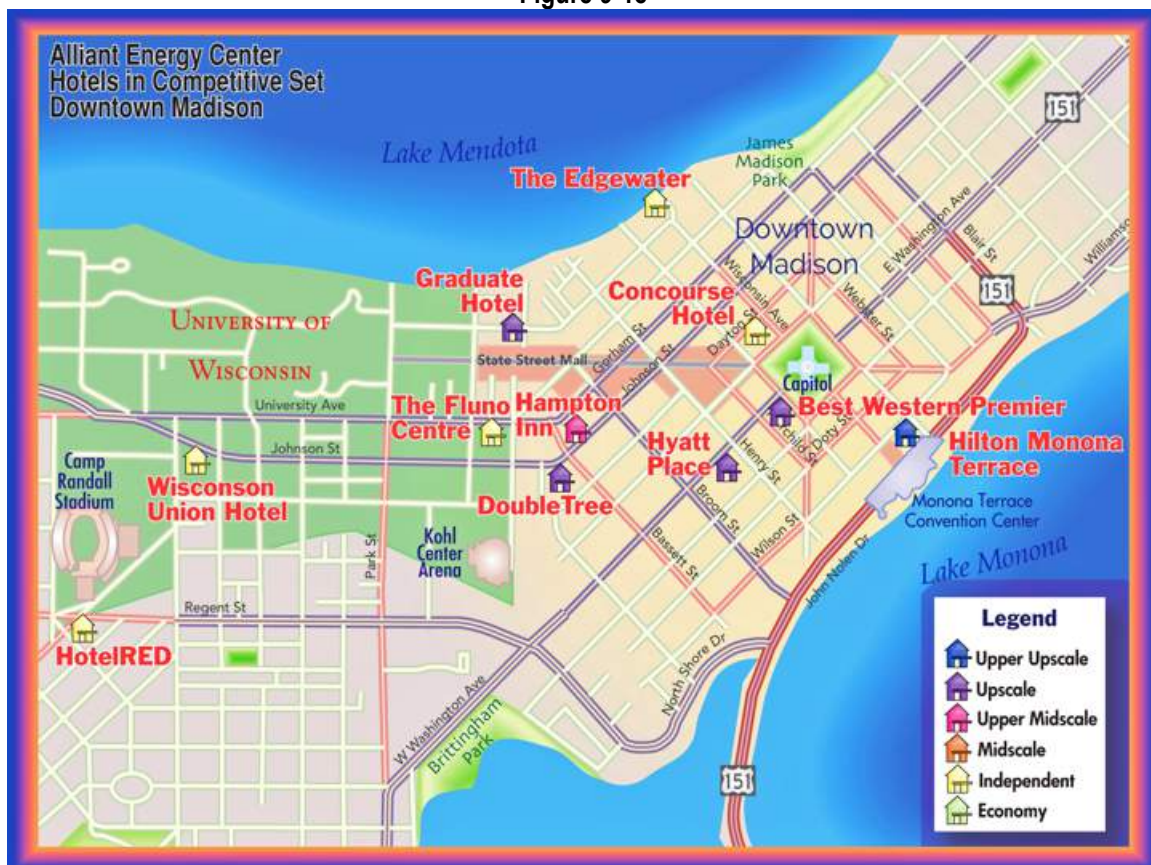 Figure
Alliant Energy Center
Hotels in Competitive Set
Downtown Madison
Lake Mendota
151
James
Madison
Park
The Edgewater
Downtown
Madison
E Washington Ave
Blair St
Williamso
151
Wisconsin Ave
Webster St
Graduate
Hotel
Concourse
Hotel
Dayton St
UNIVERSITY OF
WISCONSIN
State Street Mall
Gorham St
Johnson St
Capitol
University Ave
The Fluno
Centre
Hampton
Inn
Best Western Premier
rchild St
Doty St
Hilton Monona
Terrace
Johnson St
Hyatt
Place
Henry St
Camp
Randall
Stadium
Wisconson
Union Hotel
DoubleTree
Broom St
Wilson St
Bassett St
Monona Terrace
Convention Center
Park St
Kohl
Center
Arena
Lake Monona
John Nolen Dr
Regent St
HotelRED
North Shore Dr
W Washington Ave
Brittingham
Park
151
Legend
Upper Upscale
Upscale
Upper Midscale
Midscale
Independent
Economy